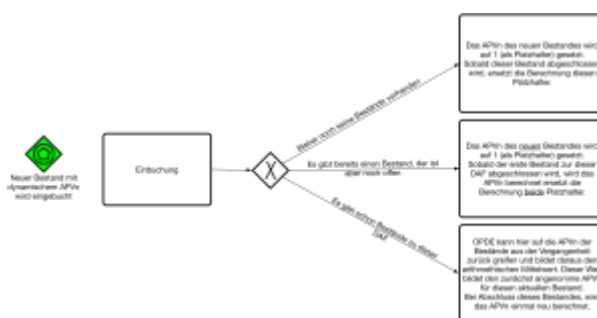 Das APVn des neuen Bestandes wird
auf 1 (als Platzhalter) gesetzt.
Sobald dieser Bestand abgeschlossen
wird, ersetzt die Berechnung diesen
Platzhalter.
Bisher noch keine Bestände vorhanden
Neuer Bestand mit
dynamischem APVn
wird eingebucht
Einbuchung
X
Es gibt bereits einen Bestand, der ist
aber noch offen
Das APVn des neuen Bestandes wird
auf 1 (als Platzhalter) gesetzt.
Sobald der erste Bestand zur dieser
DAF abgeschlossen wird, wird das
APVn berechnet ersetzt die
Berechnung beide Platzhalter.
Es gibt schon Bestände zu dieser
DAF
OPDE kann hier auf die APVn der
Bestände aus der Vergangenheit
zurück greifen und bildet daraus den
arithmetischen Mittelwert. Dieser
bildet den zunächst angenommene APV
für diesen aktuellen Bestand.
Bei Abschluss dieses Bestandes, wird
das APVn einmal neu berechnet.